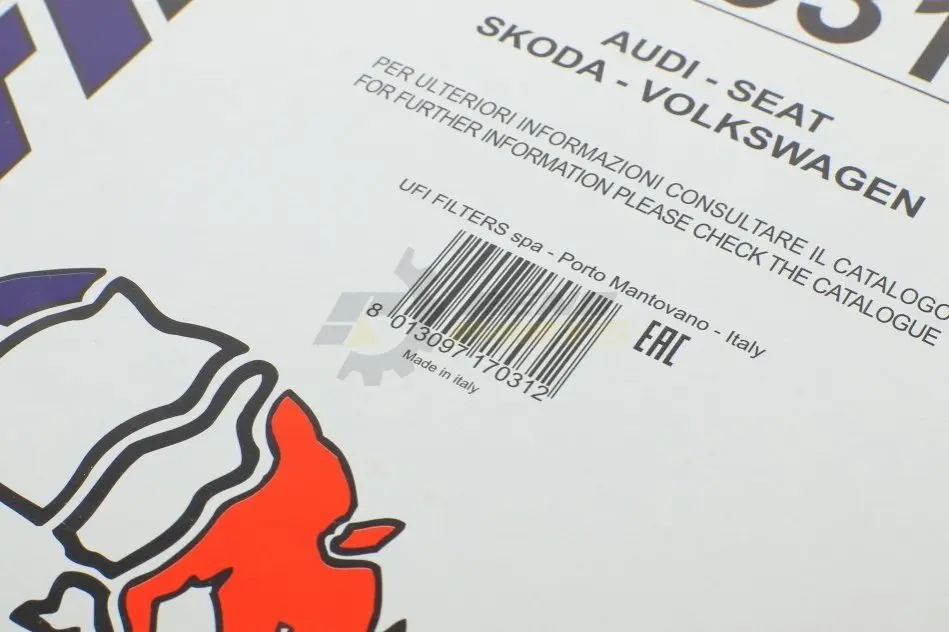 31
AUDI - SEAT
SKODA - VOLKSWAGEN
PER ULTERIORI INFORMAZIONI CONSULTARE IL CATALOGO
FOR FURTHER INFORMATION PLEASE CHECK THE CATALOGUE
UFI FILTERS spa - Porto Mantovano - Italy
8 013097 170312
EAC
Made in italy